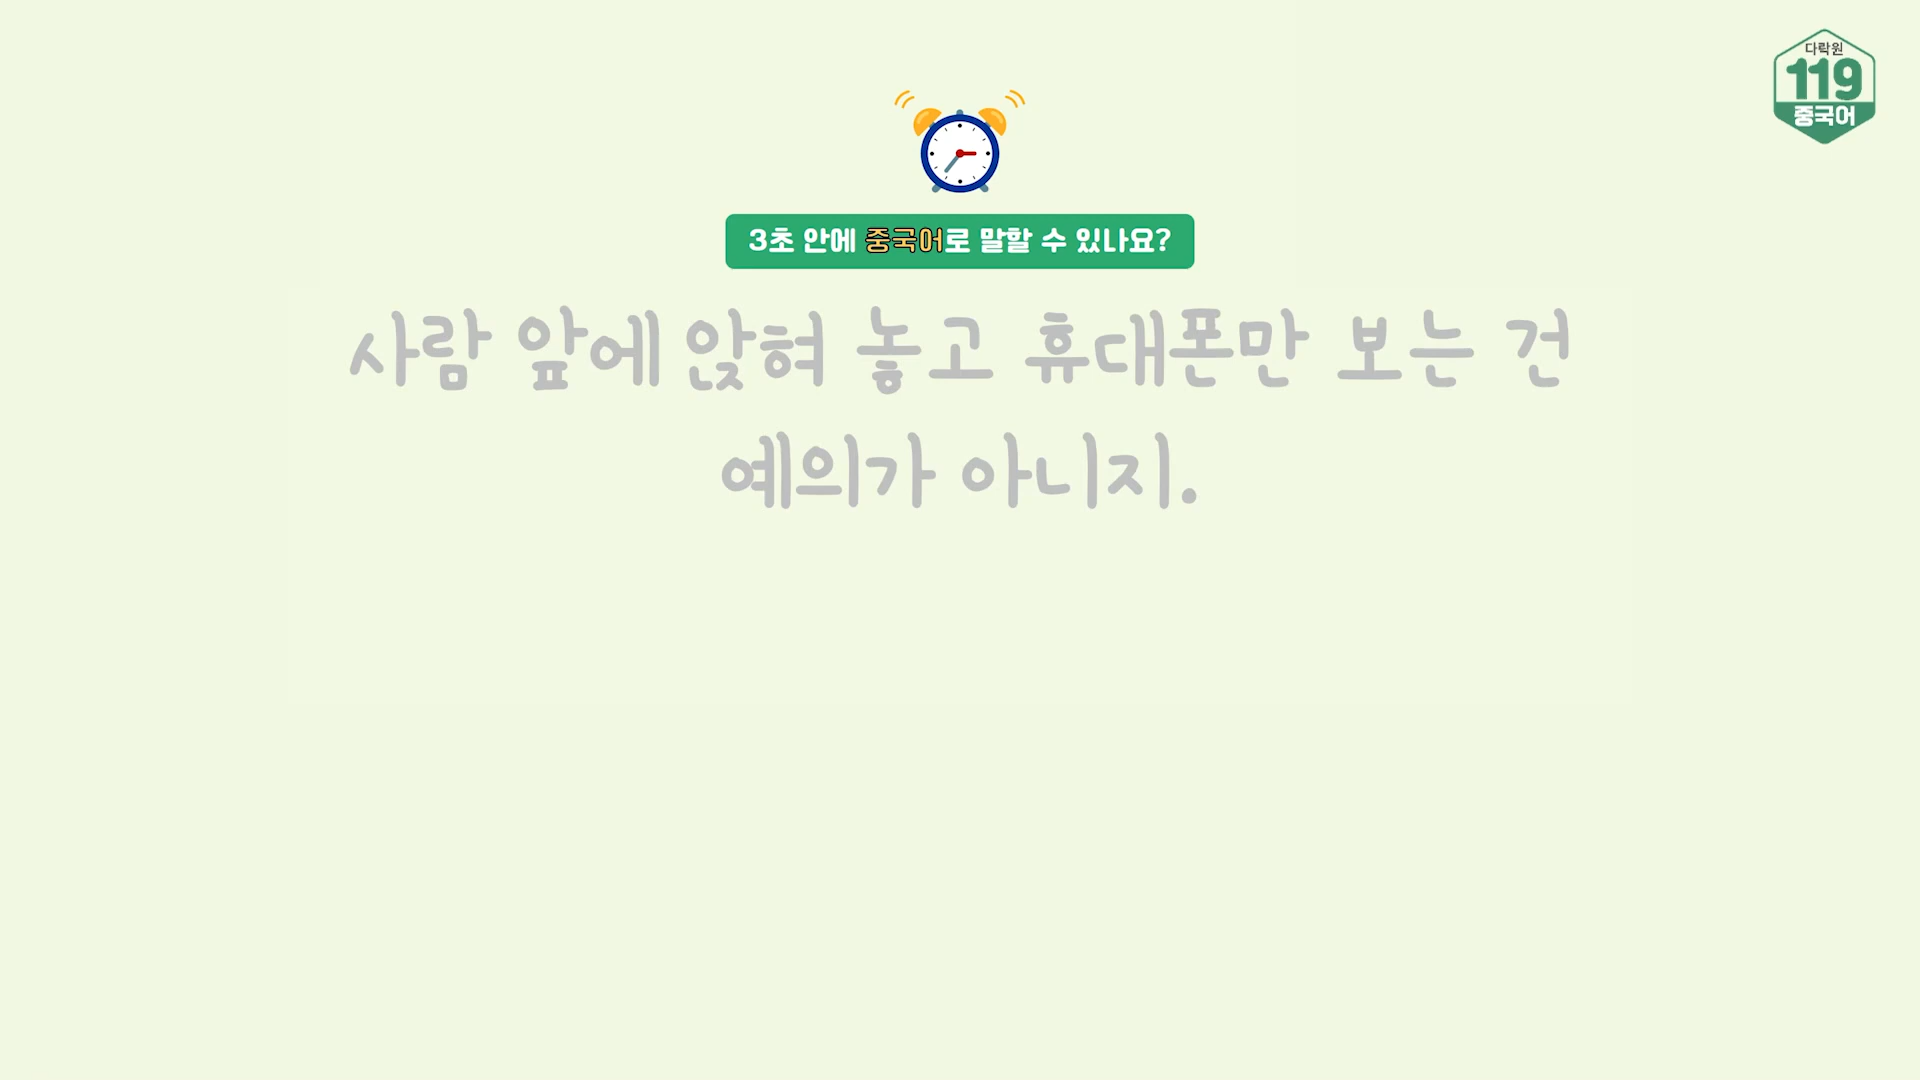 다락원
119
중국어
3초 안에 중국어로 말할 수 있나요?
사람 앞에 앉혀 놓고 휴대폰만 보는 건
예의가 아니지.